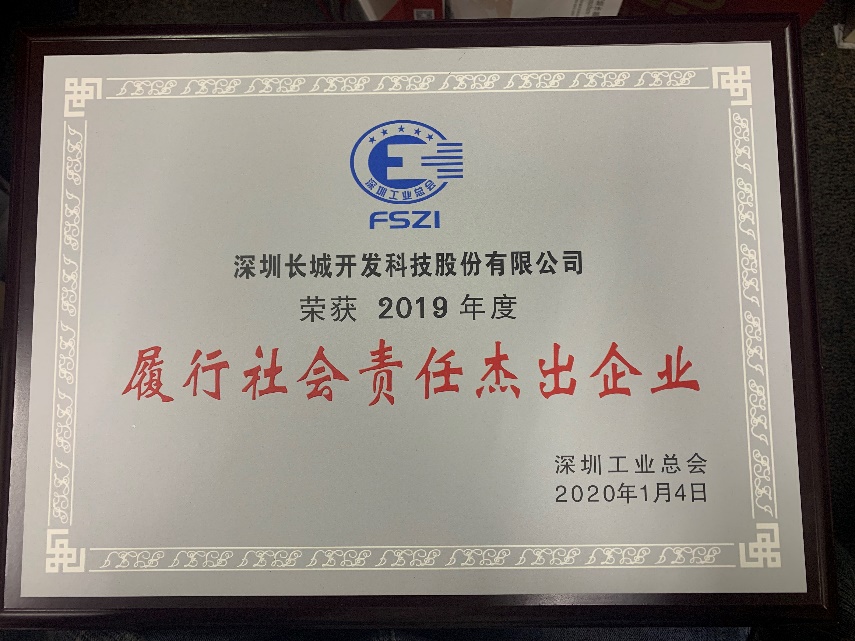 深圳工业总会
FSZI
深圳长城开发科技股份有限公司
荣获 2019 年度
履行社会责任杰出企业
深圳工业总会
2020年1月4日